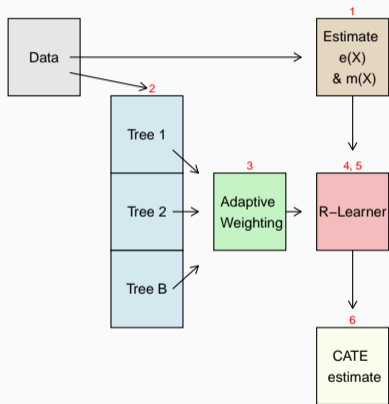 1
Data
Estimate
e(X)
& m(X)
2
Tree 1
Tree 2
Tree B
3
Adaptive
Weighting
4, 5
R−Learner
6
CATE
estimate